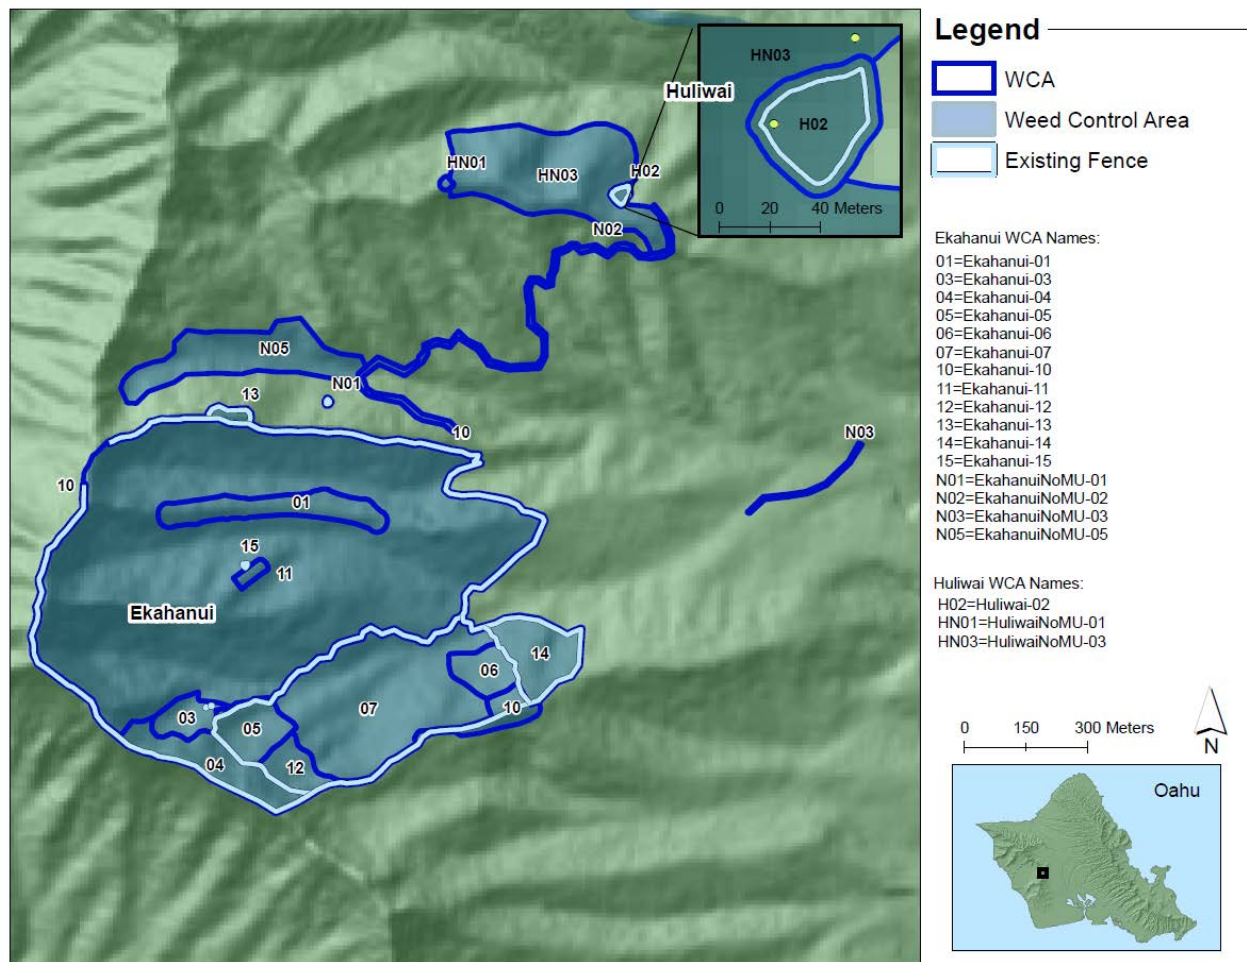 HN03
Huliwai
H02
0 20 40 Meters
HN01
HN03
H02
N02
N05
N01
13
10
N03
10
01
15
11
Ekahanui
14
06
07
10
03
05
04
12
Legend
WCA
Weed Control Area
Existing Fence
Ekahanui WCA Names:
01=Ekahanui-01
03=Ekahanui-03
04=Ekahanui-04
05=Ekahanui-05
06=Ekahanui-06
07=Ekahanui-07
10=Ekahanui-10
11=Ekahanui-11
12=Ekahanui-12
13=Ekahanui-13
14=Ekahanui-14
15=Ekahanui-15
N01=EkahanuiNoMU-01
N02=EkahanuiNoMU-02
N03=EkahanuiNoMU-03
N05=EkahanuiNoMU-05
Huliwai WCA Names:
H02=Huliwai-02
HN01=HuliwaiNoMU-01
HN03=HuliwaiNoMU-03
0 150 300 Meters
N
Oahu